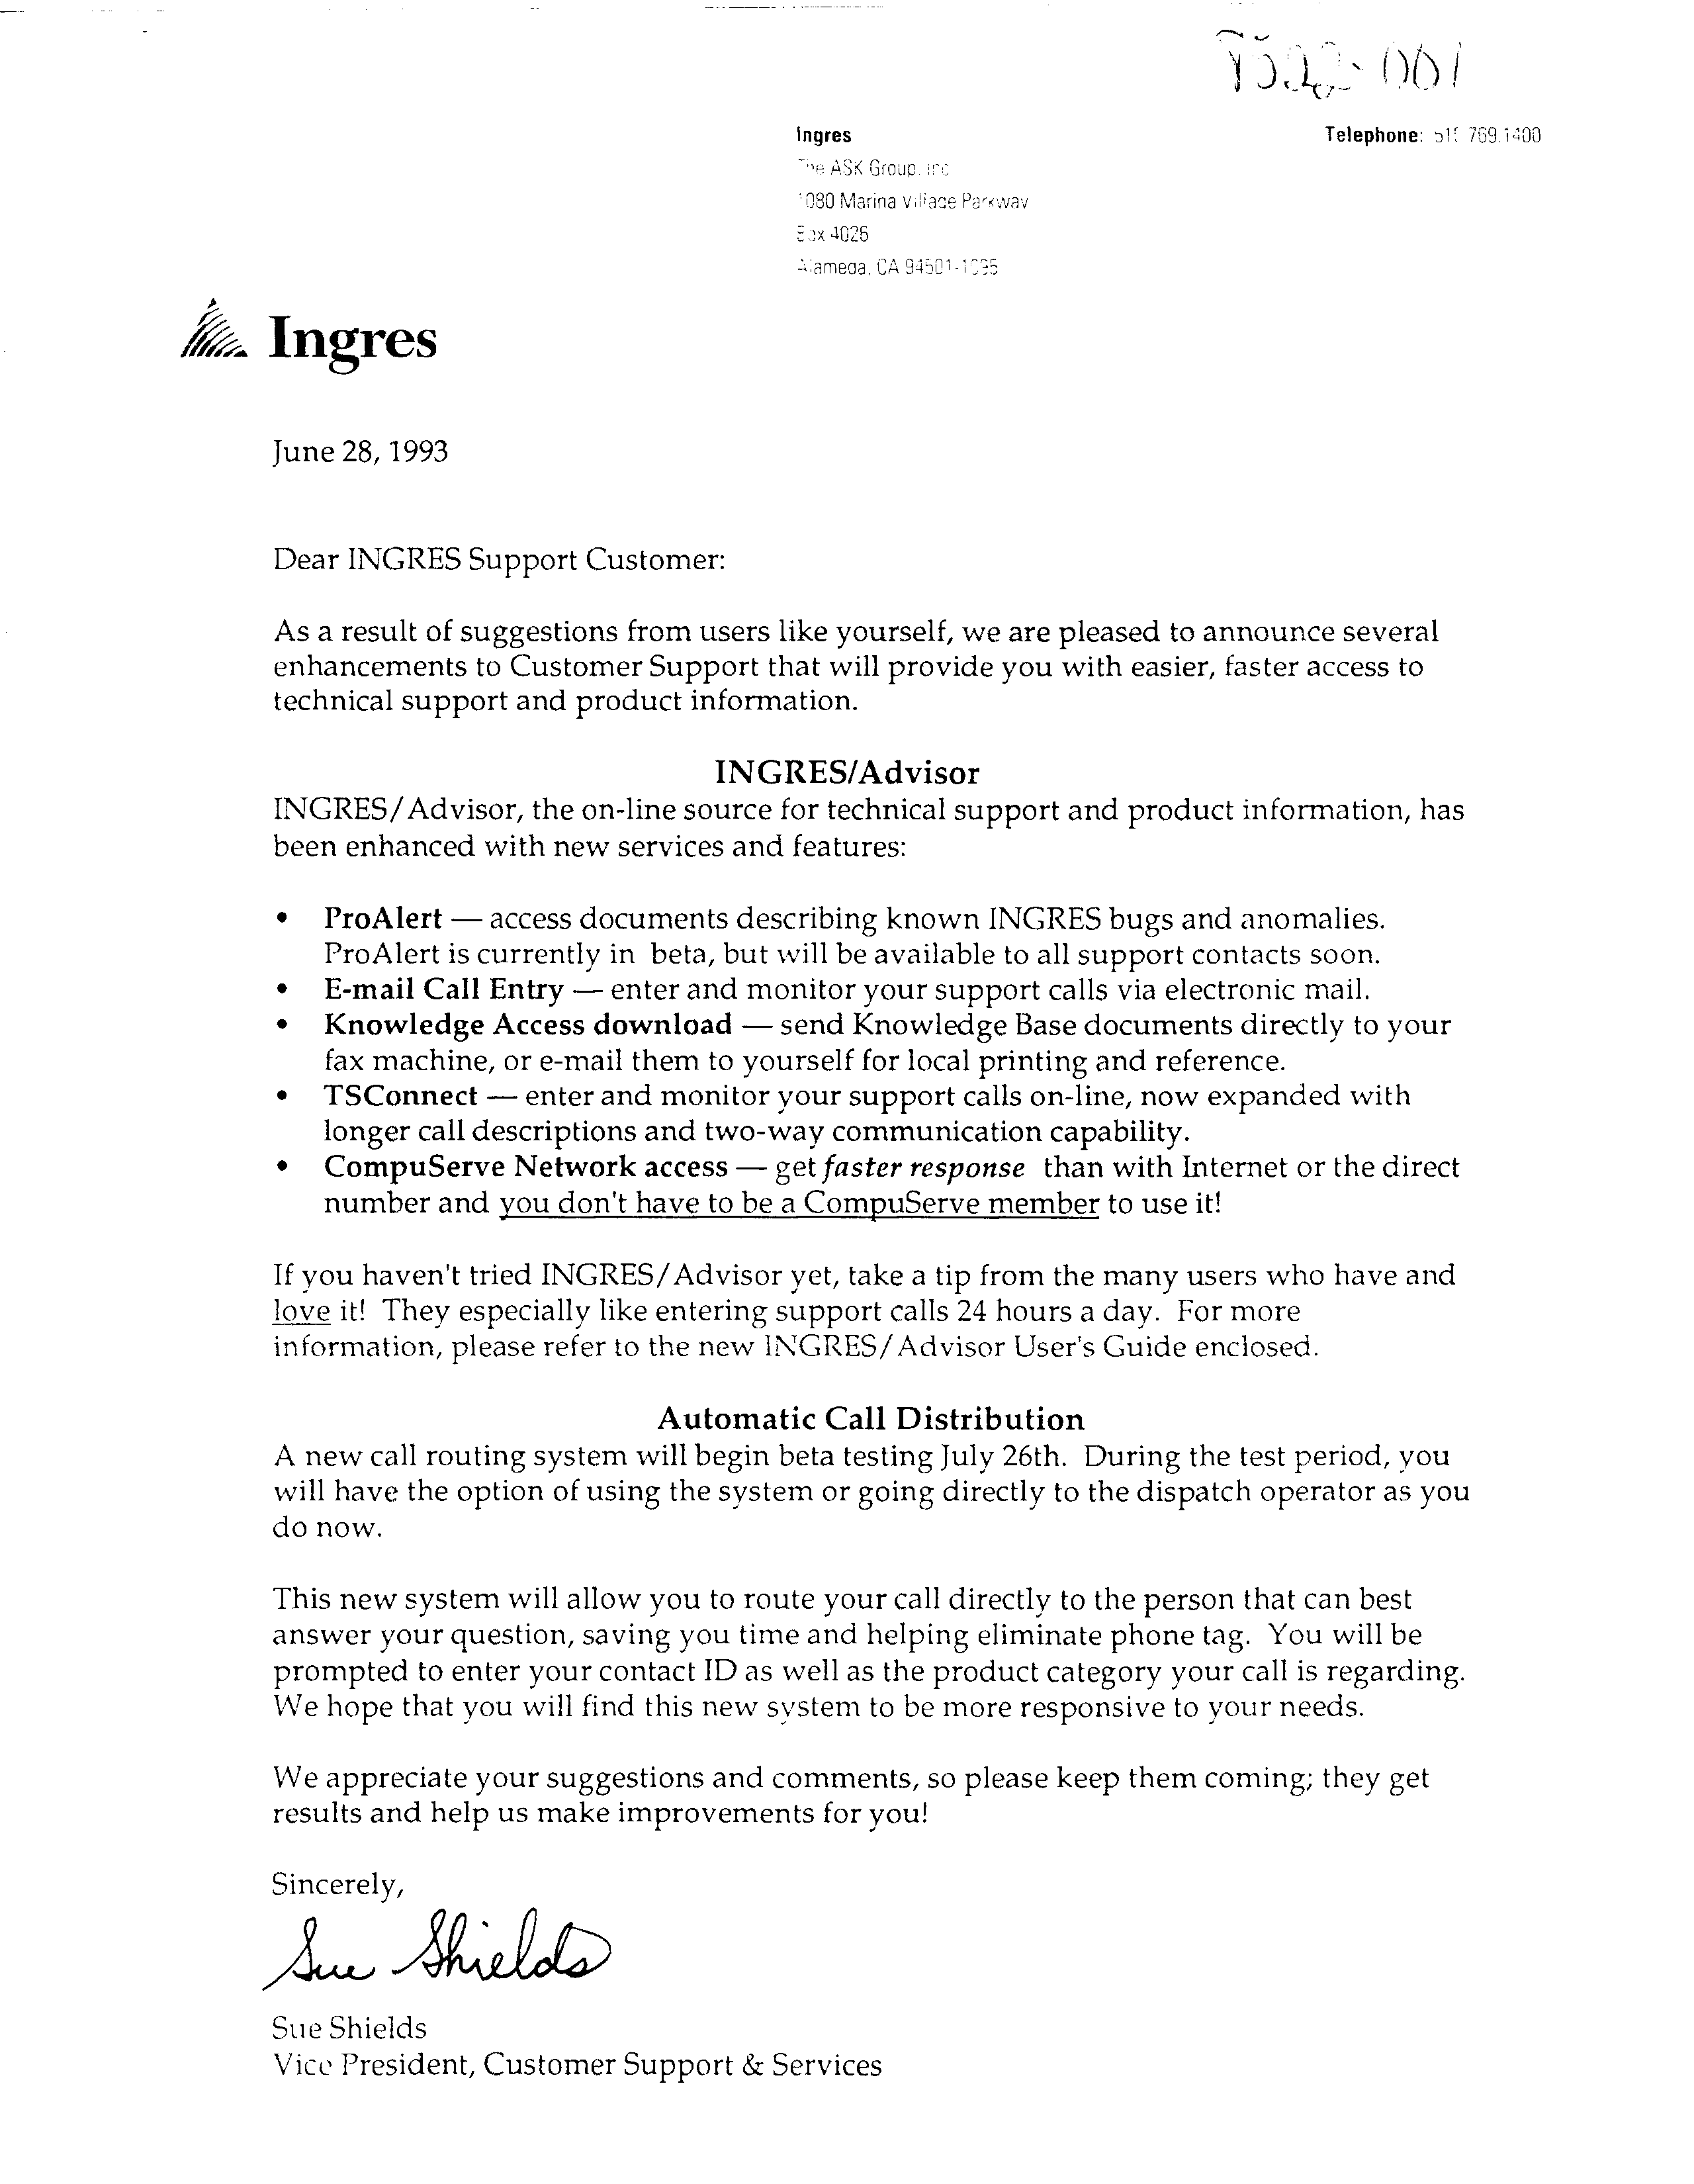 Ingres
Telephone: 769.1400
ASK Group, inc
1080 Marina Village Parkway
Box 4026
Alameda, CA
Ingres
June 28, 1993
Dear INGRES Support Customer:
As a result of suggestions from users like yourself, we are pleased to announce several
enhancements to Customer Support that will provide you with easier, faster access to
technical support and product information.
INGRES/Advisor
INGRES/Advisor, the on-line source for technical support and product information, has
been enhanced with new services and features:
• ProAlert — access documents describing known INGRES bugs and anomalies.
ProAlert is currently in beta, but will be available to all support contacts soon.
• E-mail Call Entry — enter and monitor your support calls via electronic mail.
• Knowledge Access download — send Knowledge Base documents directly to your
fax machine, or e-mail them to yourself for local printing and reference.
• TSConnect — enter and monitor your support calls on-line, now expanded with
longer call descriptions and two-way communication capability.
• CompuServe Network access — get faster response than with Internet or the direct
number and you don't have to be a CompuServe member to use it!
If you haven't tried INGRES/Advisor yet, take a tip from the many users who have and
love it! They especially like entering support calls 24 hours a day. For more
information, please refer to the new INGRES/Advisor User's Guide enclosed.
Automatic Call Distribution
A new call routing system will begin beta testing July 26th. During the test period, you
will have the option of using the system or going directly to the dispatch operator as you
do now.
This new system will allow you to route your call directly to the person that can best
answer your question, saving you time and helping eliminate phone tag. You will be
prompted to enter your contact ID as well as the product category your call is regarding.
We hope that you will find this new system to be more responsive to your needs.
We appreciate your suggestions and comments, so please keep them coming; they get
results and help us make improvements for you!
Sincerely,
Sue Shields
Sue Shields
Vice President, Customer Support & Services